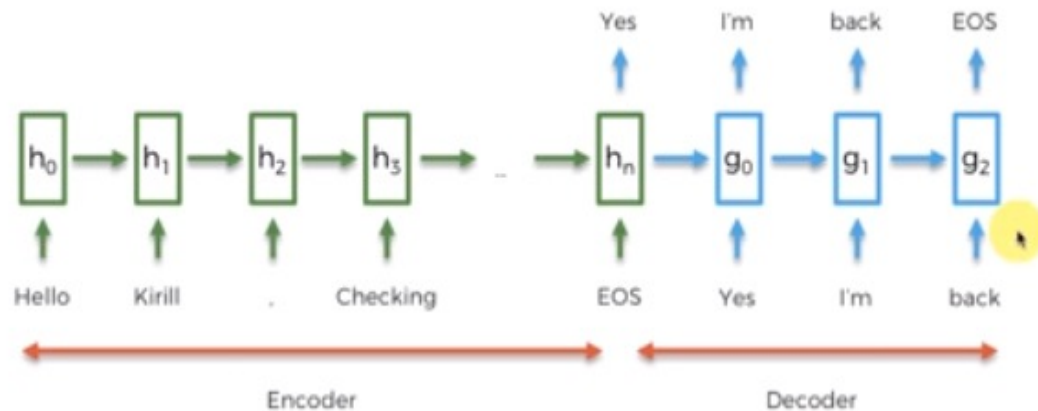 Yes I'm back EOS
h₀ h₁ h₂ h₃ ... hₙ g₀ g₁ g₂
Hello Kirill , Checking EOS Yes I'm back
Encoder Decoder